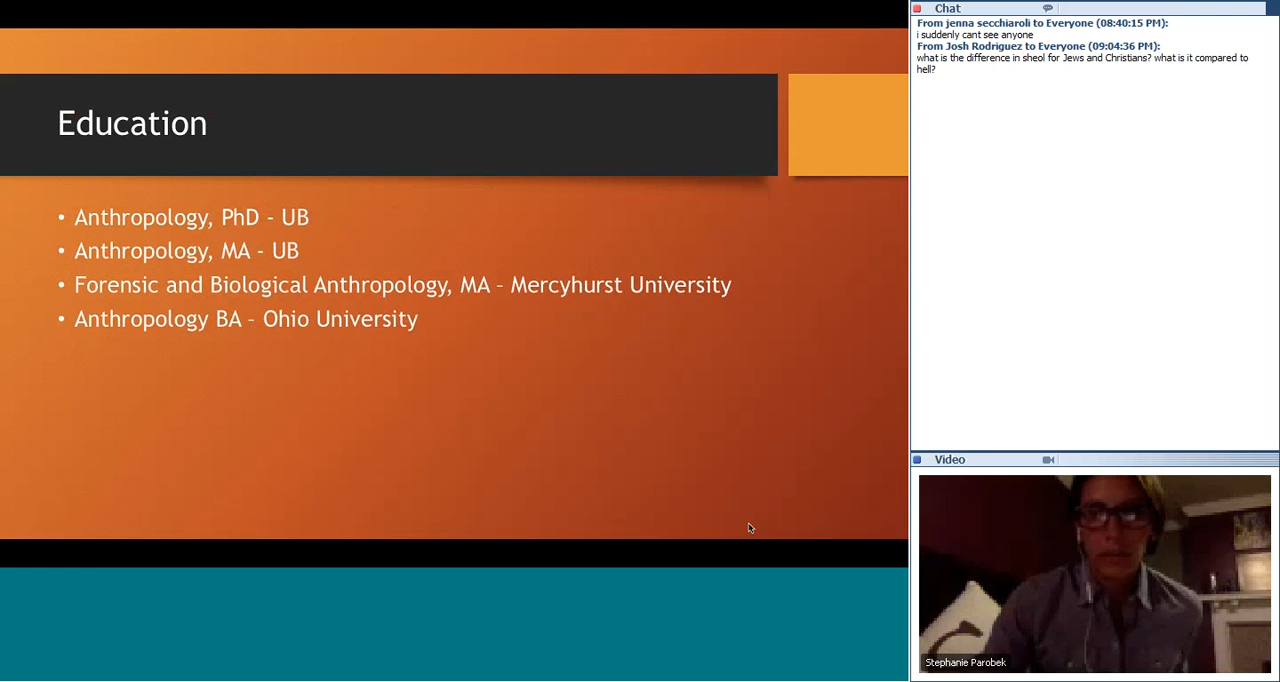 Education
• Anthropology, PhD - UB
• Anthropology, MA - UB
• Forensic and Biological Anthropology, MA – Mercyhurst University
• Anthropology BA – Ohio University
Chat
From jenna secchiaroli to Everyone (08:40:15 PM):
i suddenly cant see anyone
From Josh Rodriguez to Everyone (09:04:36 PM):
what is the difference in sheol for Jews and Christians? what is it compared to
hell?
Video
Stephanie Parobek